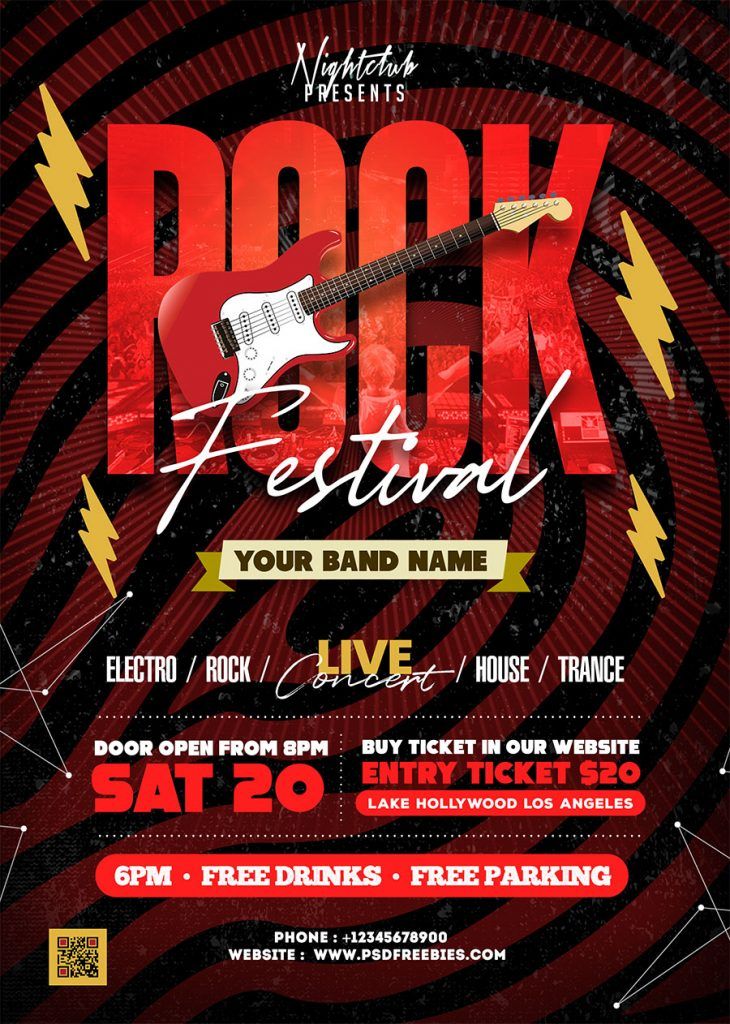 Nightclub
PRESENTS
ROCK
Festival
YOUR BAND NAME
ELECTRO / ROCK / LIVE Concert / HOUSE / TRANCE
DOOR OPEN FROM 8PM
SAT 20
BUY TICKET IN OUR WEBSITE
ENTRY TICKET $20
LAKE HOLLYWOOD LOS ANGELES
6PM • FREE DRINKS • FREE PARKING
PHONE : +12345678900
WEBSITE : WWW.PSDFREEBIES.COM